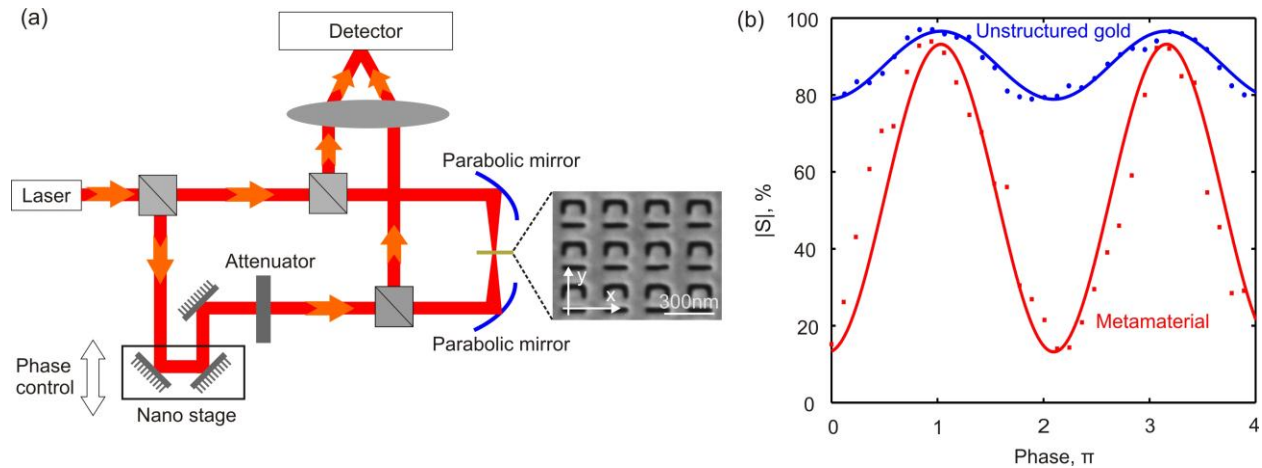 (a)
Detector
Parabolic mirror
Laser
Attenuator
y
x
300nm
Phase
control
Nano stage
Parabolic mirror
(b)
100
80
60
40
20
0
|S|, %
Unstructured gold
Metamaterial
0
1
2
3
4
Phase, π